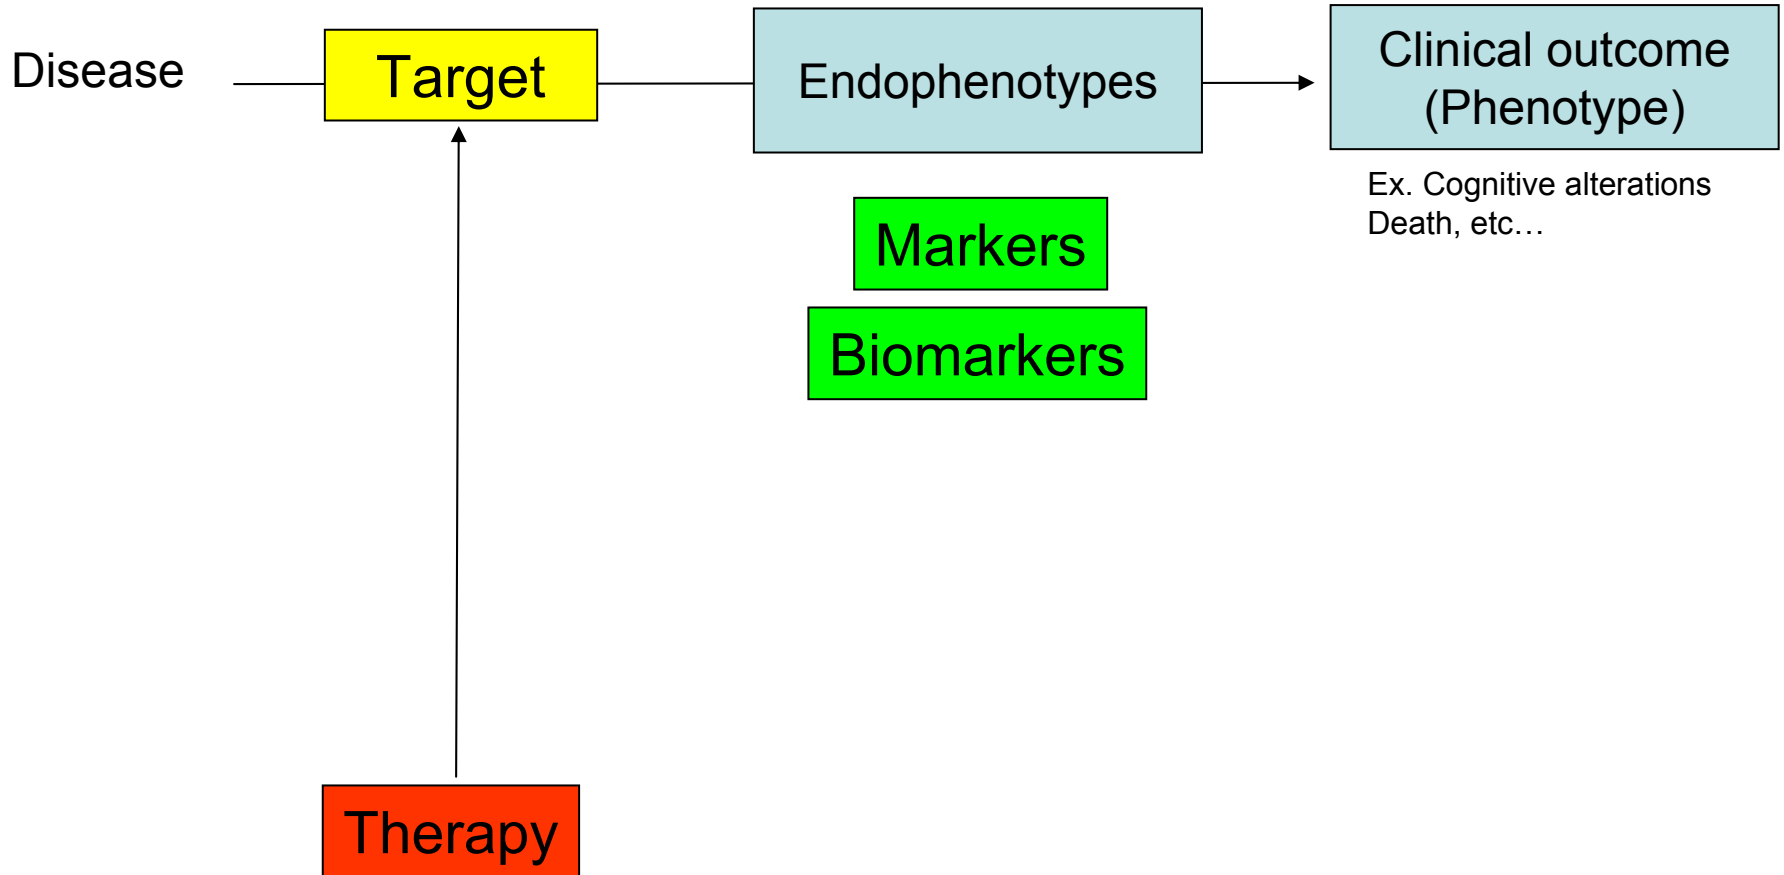 Disease
Target
Endophenotypes
Clinical outcome
(Phenotype)
Ex. Cognitive alterations
Death, etc…
Markers
Biomarkers
Therapy